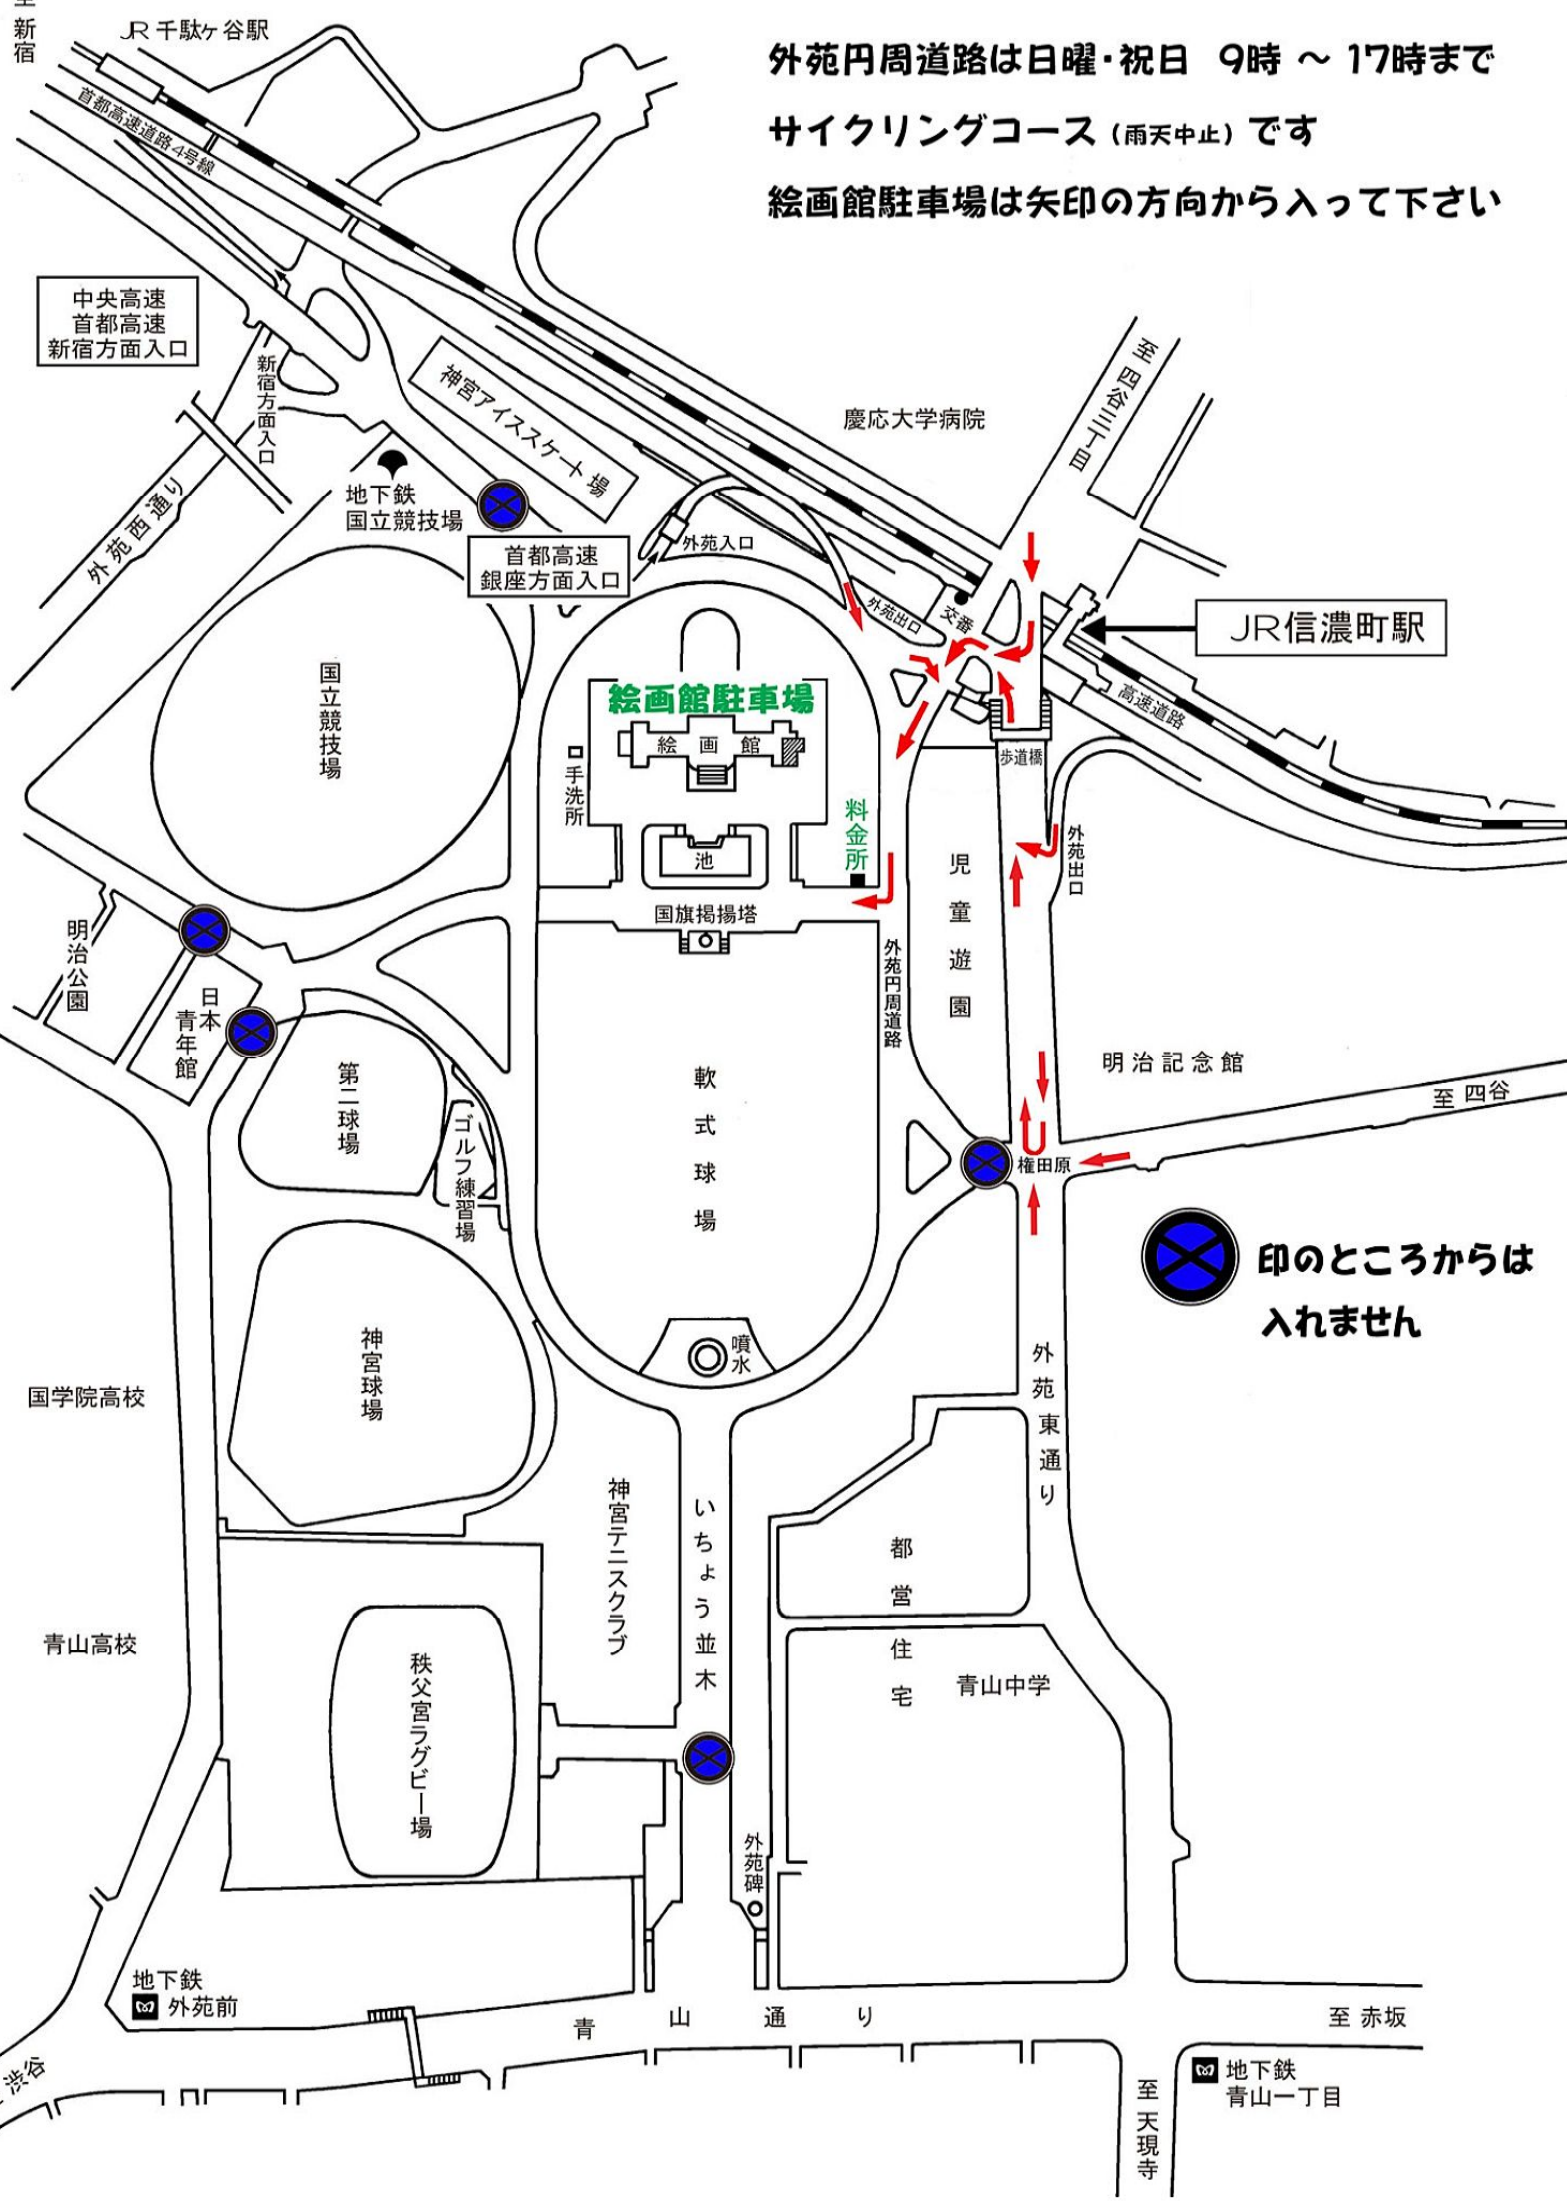 至 新宿
JR千駄ヶ谷駅
外苑円周道路は日曜・祝日 9時 ～ 17時まで
サイクリングコース（雨天中止）です
絵画館駐車場は矢印の方向から入って下さい
首都高速道路4号線
中央高速
首都高速
新宿方面入口
新宿方面入口
神宮アイススケート場
慶応大学病院
至 四谷三丁目
外苑西通り
地下鉄
国立競技場
首都高速
銀座方面入口
外苑入口
外苑出口
交番
JR信濃町駅
高速道路
歩道橋
国立競技場
絵画館駐車場
絵画館
手洗所
池
料金所
外苑出口
国旗掲揚塔
児童遊園
外苑円周道路
明治公園
日本
青年館
第二球場
ゴルフ練習場
軟式球場
明治記念館
至 四谷
権田原
印のところからは
入れません
噴水
神宮球場
国学院高校
外苑東通り
神宮テニスクラブ
いちょう並木
都営住宅
青山高校
秩父宮ラグビー場
青山中学
外苑碑
地下鉄
外苑前
青山通り
至 赤坂
渋谷
地下鉄
青山一丁目
至 天現寺